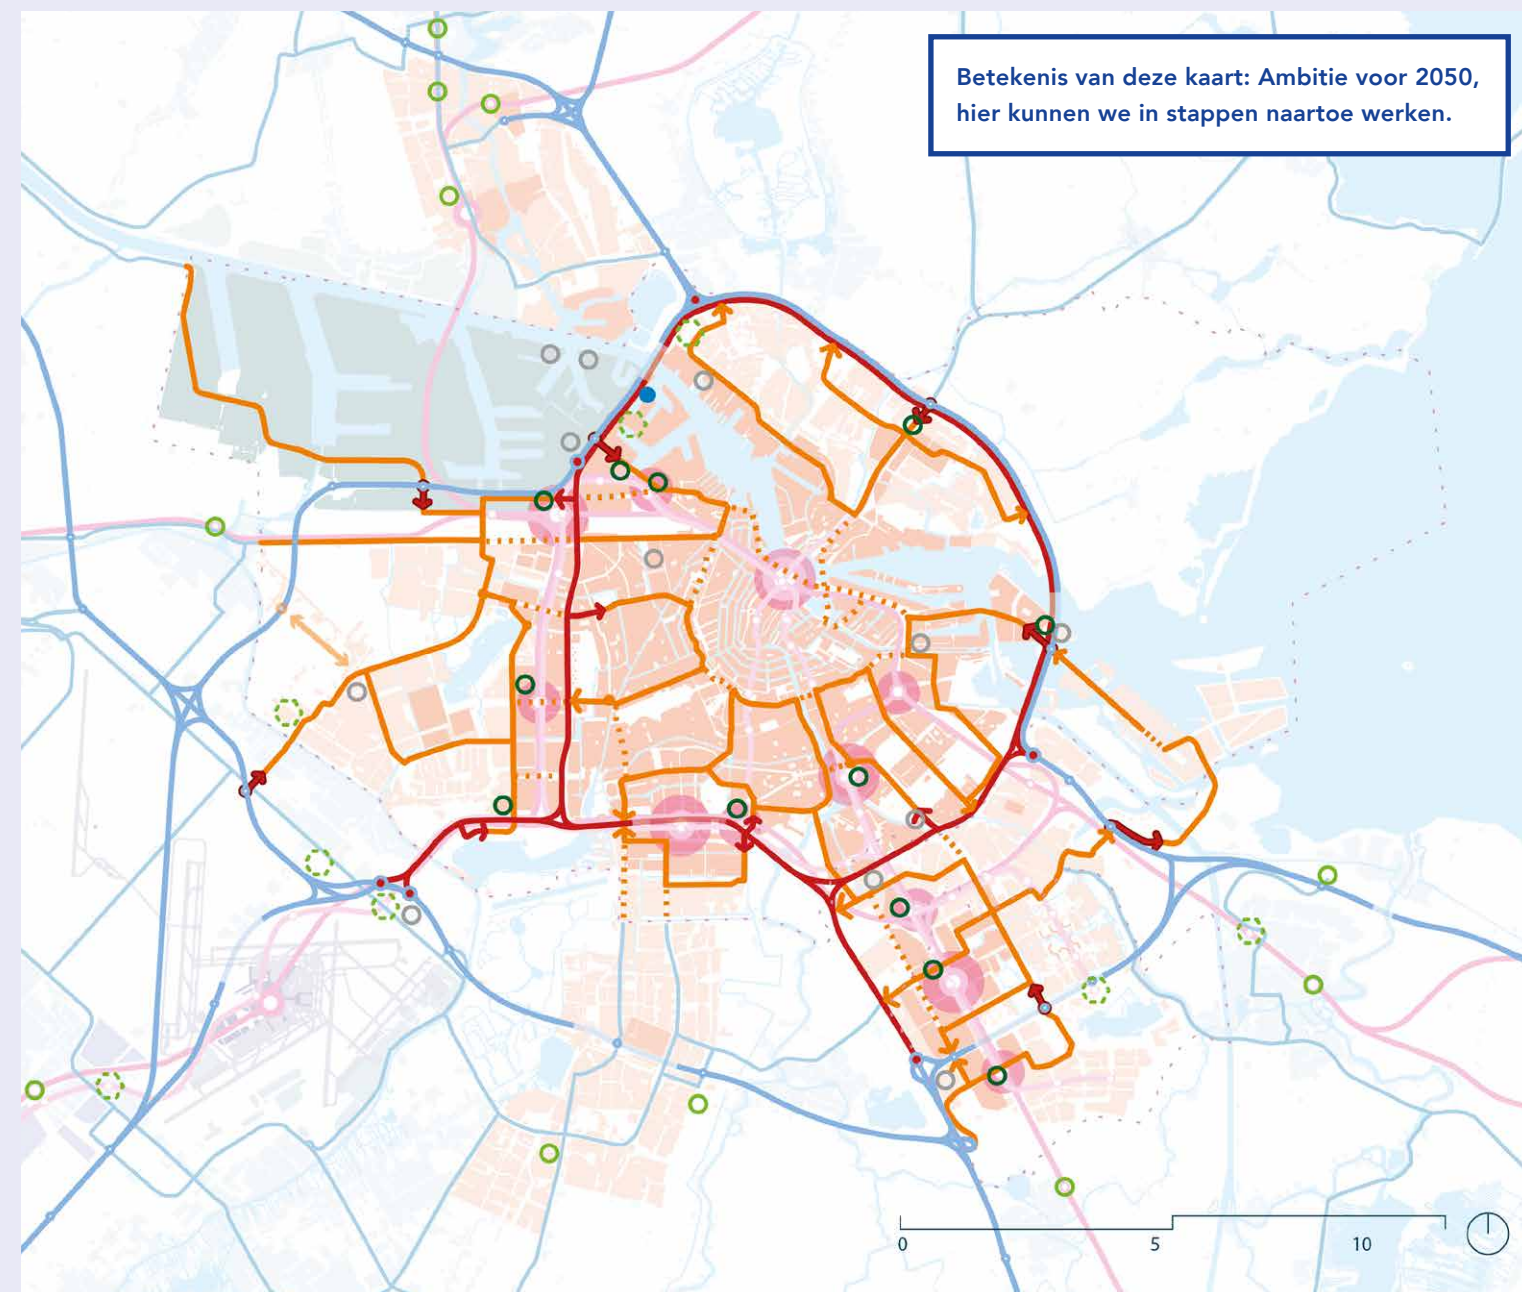 Betekenis van deze kaart: Ambitie voor 2050,
hier kunnen we in stappen naartoe werken.
0 5 10